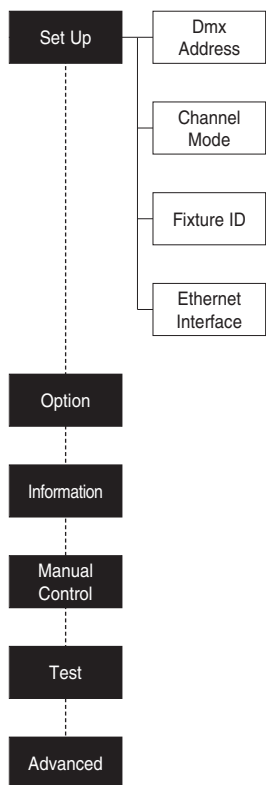 Set Up
Dmx
Address
Channel
Mode
Fixture ID
Ethernet
Interface
Option
Information
Manual
Control
Test
Advanced